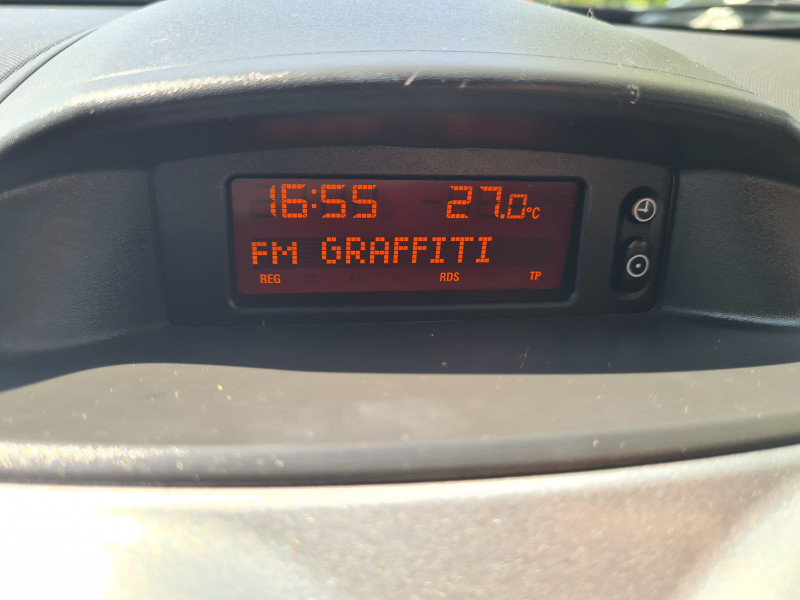 16:55 27.0°C
FM GRAFFITI
REG RDS TP